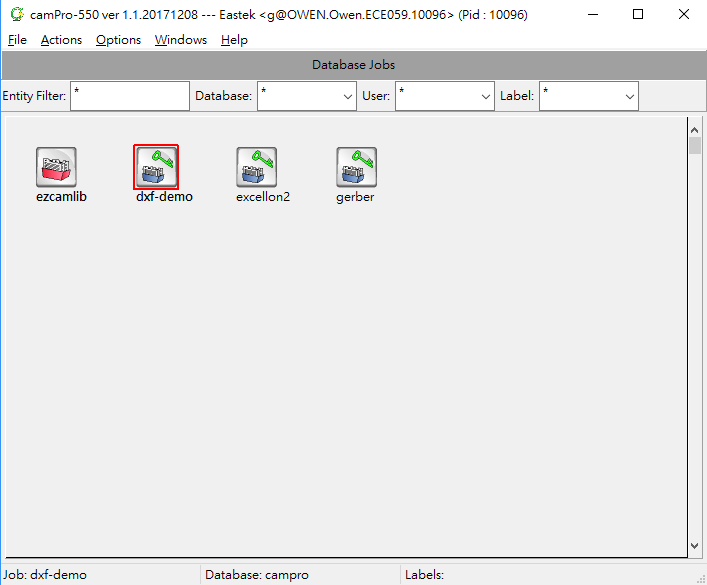 camPro-550 ver 1.1.20171208 --- Eastek <g@OWEN.Owen.ECE059.10096> (Pid : 10096)
File Actions Options Windows Help
Database Jobs
Entity Filter: * Database: * User: * Label: *
ezcamlib dxf-demo excellon2 gerber
Job: dxf-demo Database: campro Labels: